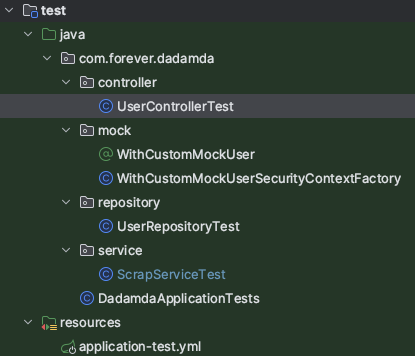 test
java
com.forever.dadamda
controller
UserControllerTest
mock
WithCustomMockUser
WithCustomMockUserSecurityContextFactory
repository
UserRepositoryTest
service
ScrapServiceTest
DadamdaApplicationTests
resources
application-test.yml